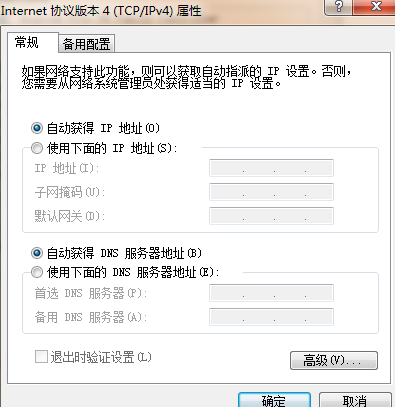 Internet 协议版本 4 (TCP/IPv4) 属性
常规
备用配置
如果网络支持此功能，则可以获取自动指派的 IP 设置。否则，
您需要从网络系统管理员处获得适当的 IP 设置。
自动获得 IP 地址(O)
使用下面的 IP 地址(S):
IP 地址(I):
子网掩码(U):
默认网关(D):
自动获得 DNS 服务器地址(B)
使用下面的 DNS 服务器地址(E):
首选 DNS 服务器(P):
备用 DNS 服务器(A):
退出时验证设置(L)
高级(V)...
确定
取消